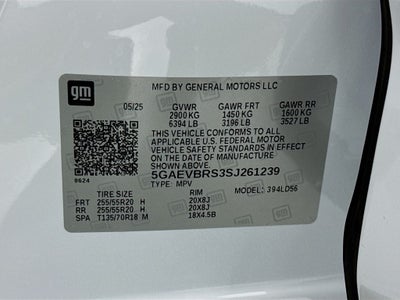 gm
MFD BY GENERAL MOTORS LLC
05/25 GVWR GAWR FRT GAWR RR
2900KG 1450 KG 1600 KG
6394 LB 3196 LB 3527 LB
THIS VEHICLE CONFORMS TO ALL
APPLICABLE U.S. FEDERAL MOTOR
VEHICLE SAFETY STANDARDS IN
EFFECT ON THE DATE OF MANUFACTURE
SHOWN ABOVE.
5GAEVBRS3SJ261239
0624 TYPE: MPV MODEL: 394LD56
TIRE SIZE RIM
FRT 255/55R20 H 20X8J
RR 255/55R20 H 20X8J
SPA T135/70R18 M 18X4.5B